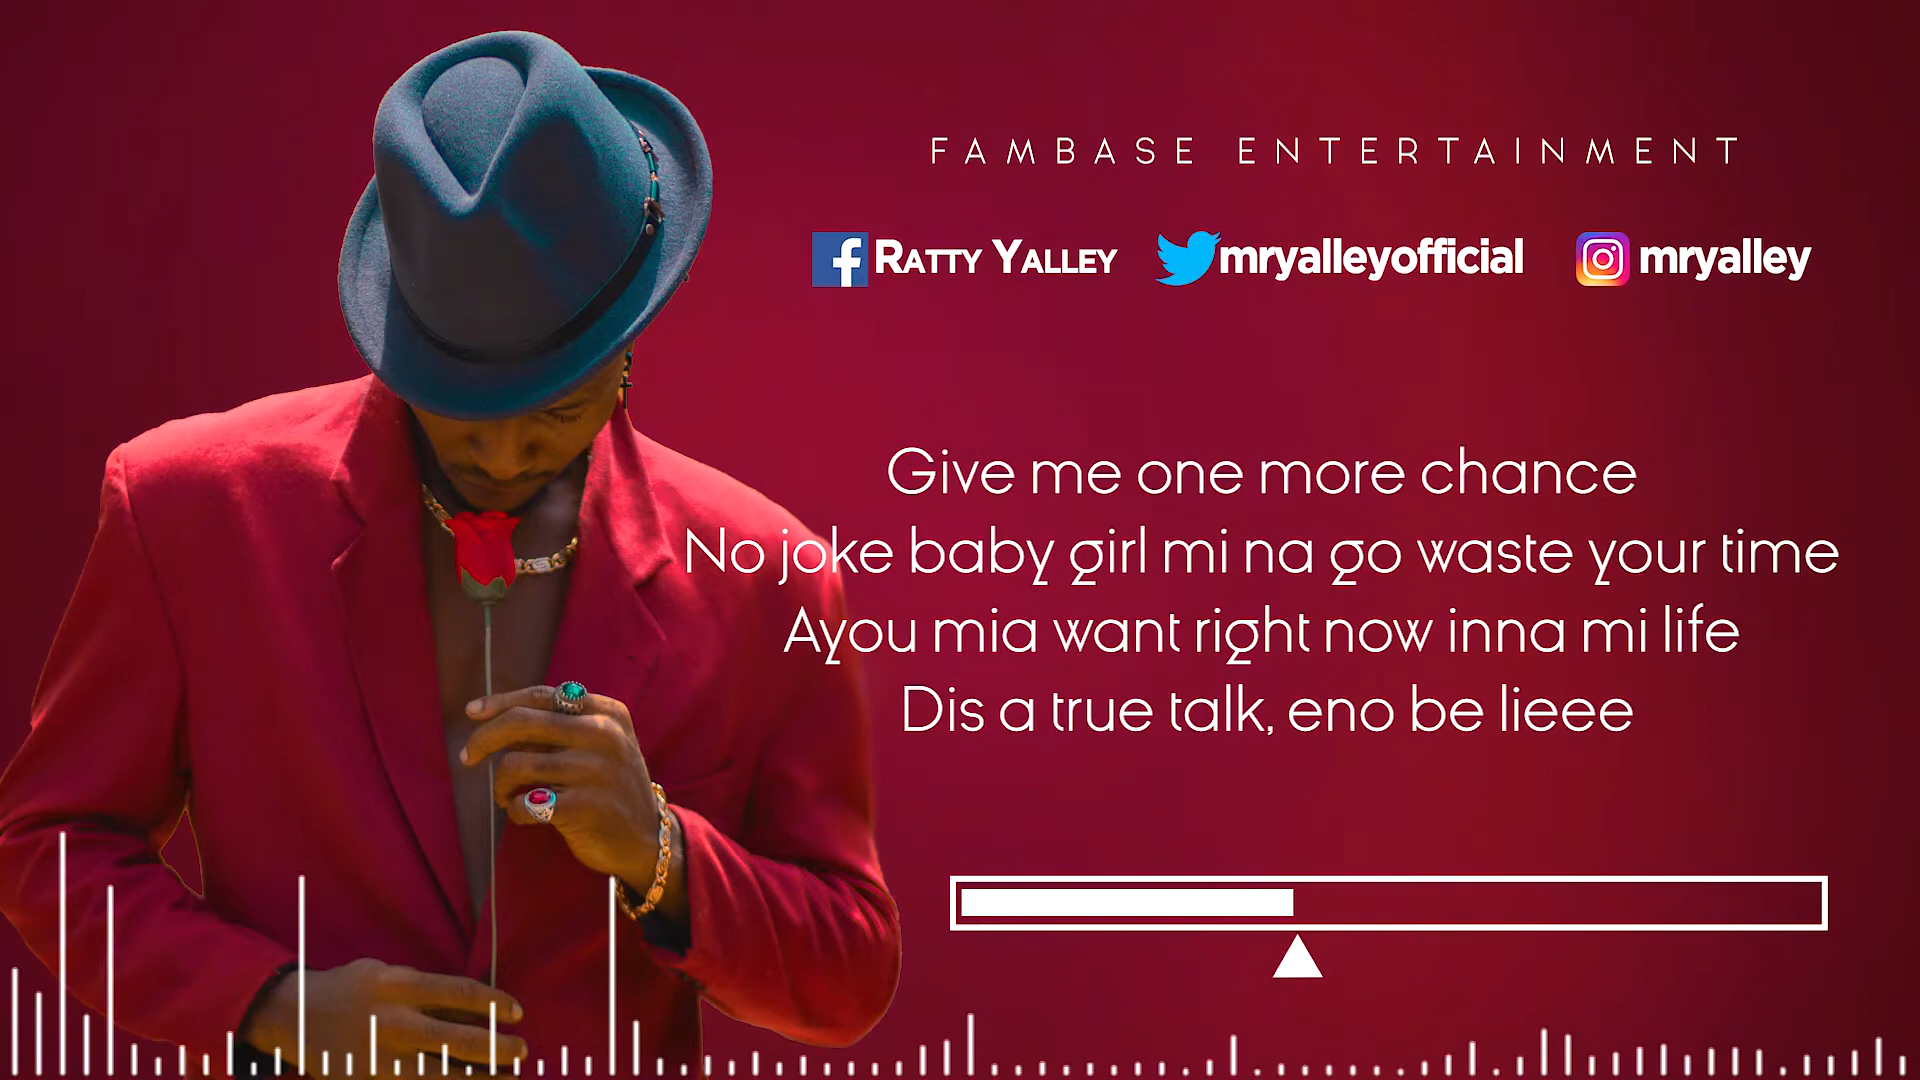 FAMBASE ENTERTAINMENT
Ratty Yalley mryalleyofficial mryalley
Give me one more chance
No joke baby girl mi na go waste your time
Ayou mia want right now inna mi life
Dis a true talk, eno be lieee